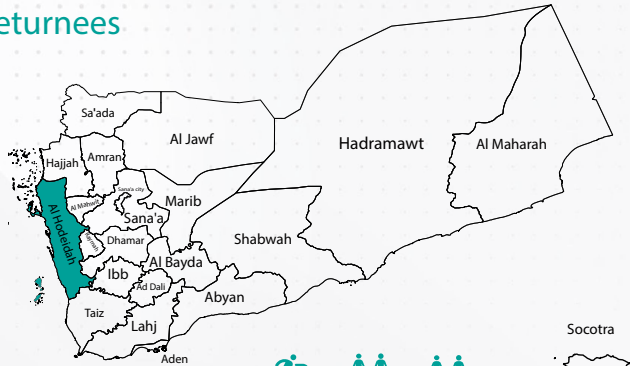 eturnees
Sa'ada
Al Jawf
Hadramawt
Al Maharah
Hajjah
Amran
Sana'a city
Marib
Al Mahwit
Sana'a
Al Hodeidah
Raymah
Dhamar
Shabwah
Al Bayda
Ibb
Ad Dali
Abyan
Taiz
Lahj
Socotra
Aden